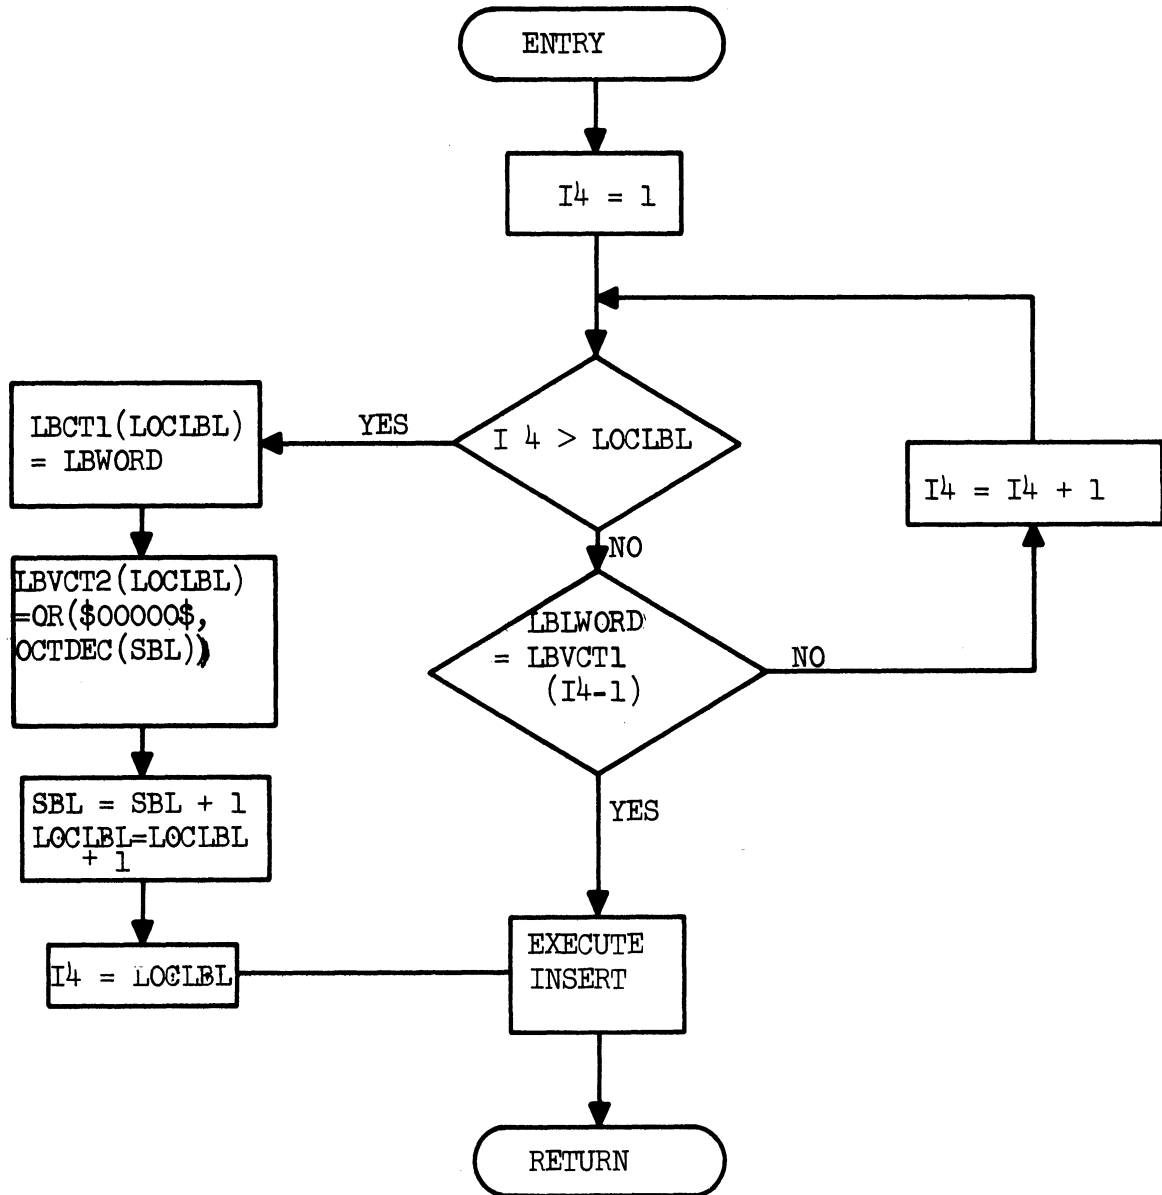 ENTRY
I4 = 1
I 4 > LOCLBL
YES
NO
LBCT1(LOCLBL)
= LBWORD
LBVCT2(LOCLBL)
=OR($00000$,
OCTDEC(SBL))
SBL = SBL + 1
LOCLBL=LOCLBL
+ 1
I4 = LOCLBL
I4 = I4 + 1
LBLWORD
= LBVCT1
(I4-1)
NO
YES
EXECUTE
INSERT
RETURN